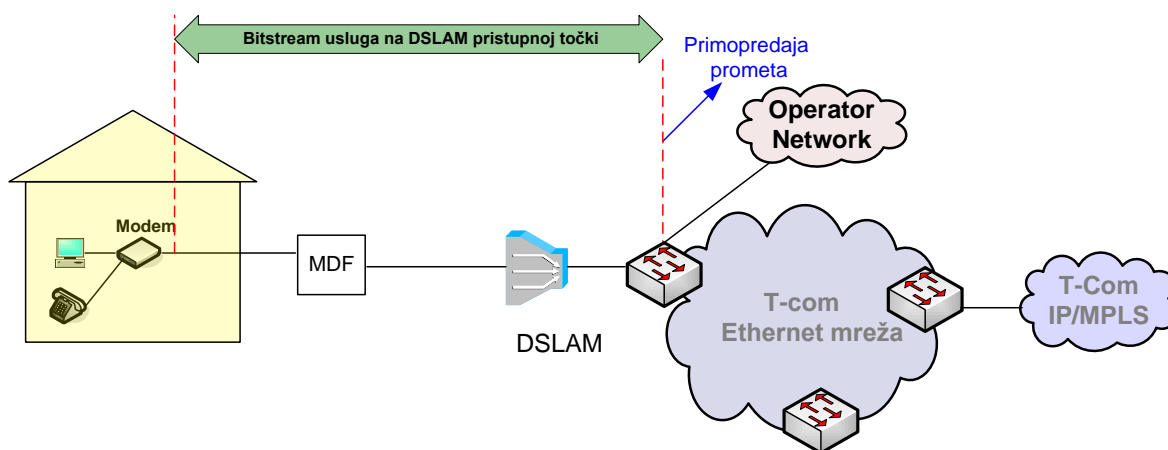 Bitstream usluga na DSLAM pristupnoj točki
Primopredaja
prometa
Operator
Network
Modem
MDF
DSLAM
T-com
Ethernet mreža
T-Com
IP/MPLS